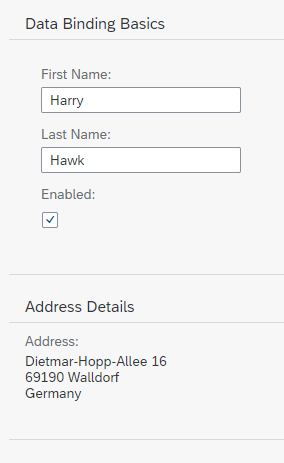 Data Binding Basics
First Name:
Harry
Last Name:
Hawk
Enabled:
Address Details
Address:
Dietmar-Hopp-Allee 16
69190 Walldorf
Germany